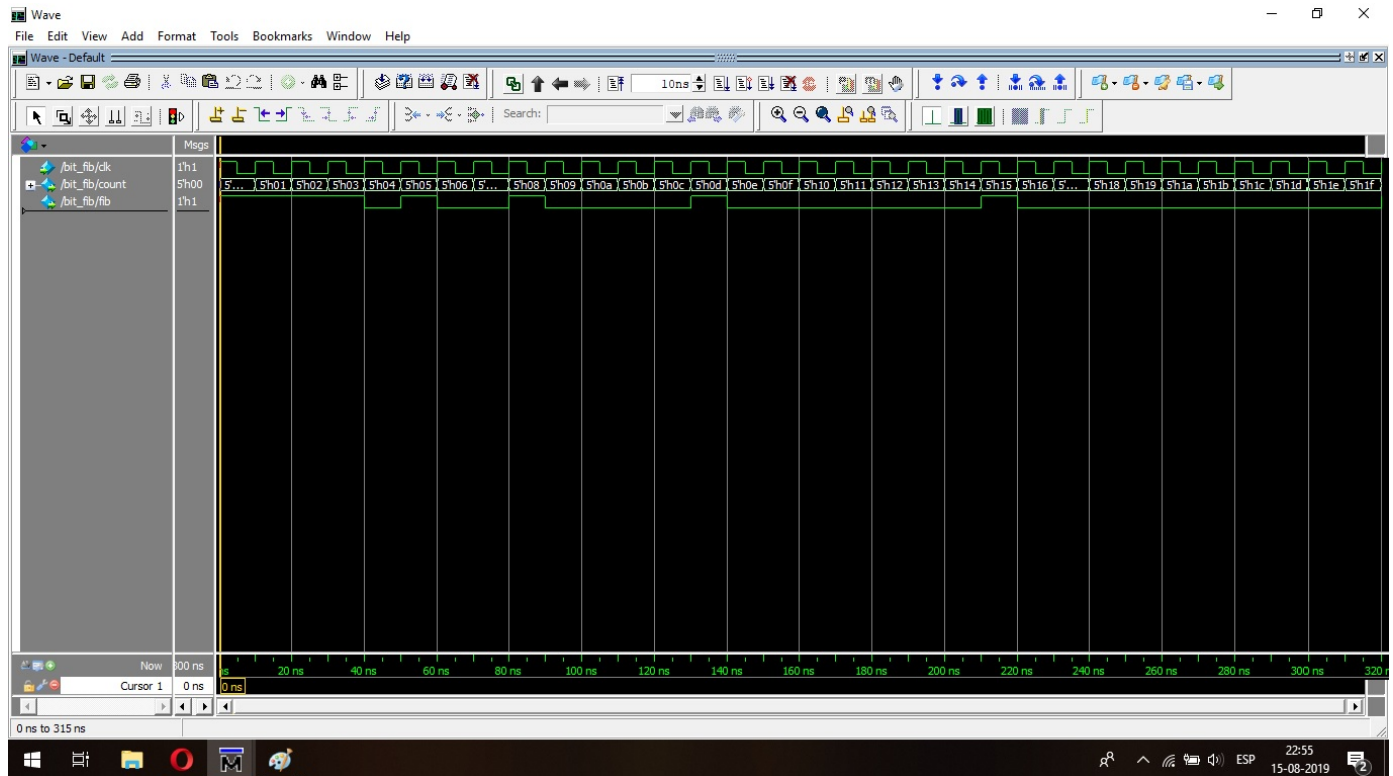 Wave
File Edit View Add Format Tools Bookmarks Window Help
Wave - Default
10ns
Search:
Msgs
/bit_fib/clk 1'h1
/bit_fib/count 5'h00 5'... 5'h01 5'h02 5'h03 5'h04 5'h05 5'h06 5'... 5'h08 5'h09 5'h0a 5'h0b 5'h0c 5'h0d 5'h0e 5'h0f 5'h10 5'h11 5'h12 5'h13 5'h14 5'h15 5'h16 5'... 5'h18 5'h19 5'h1a 5'h1b 5'h1c 5'h1d 5'h1e 5'h1f
/bit_fib/fib 1'h1
Now 20 ns 40 ns 60 ns 80 ns 100 ns 120 ns 140 ns 160 ns 180 ns 200 ns 220 ns 240 ns 260 ns 280 ns 300 ns
Cursor 1 0 ns 0 ns
0 ns to 315 ns
ESP 22:55
15-08-2019
2